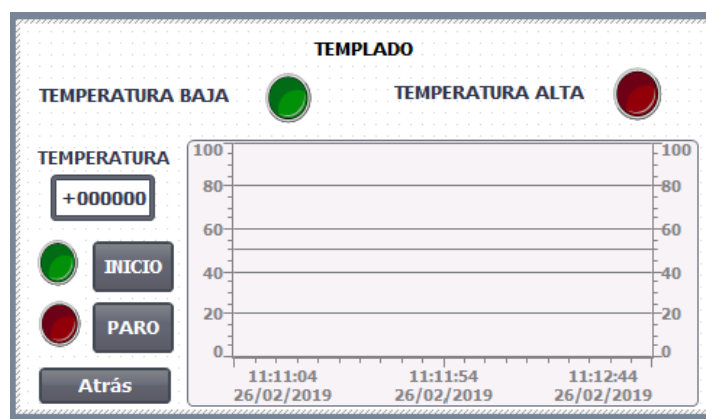 TEMPLADO
TEMPERATURA BAJA
TEMPERATURA ALTA
TEMPERATURA
+000000
INICIO
PARO
Atrás
100 100
80 80
60 60
40 40
20 20
0 0
11:11:04 11:11:54 11:12:44
26/02/2019 26/02/2019 26/02/2019